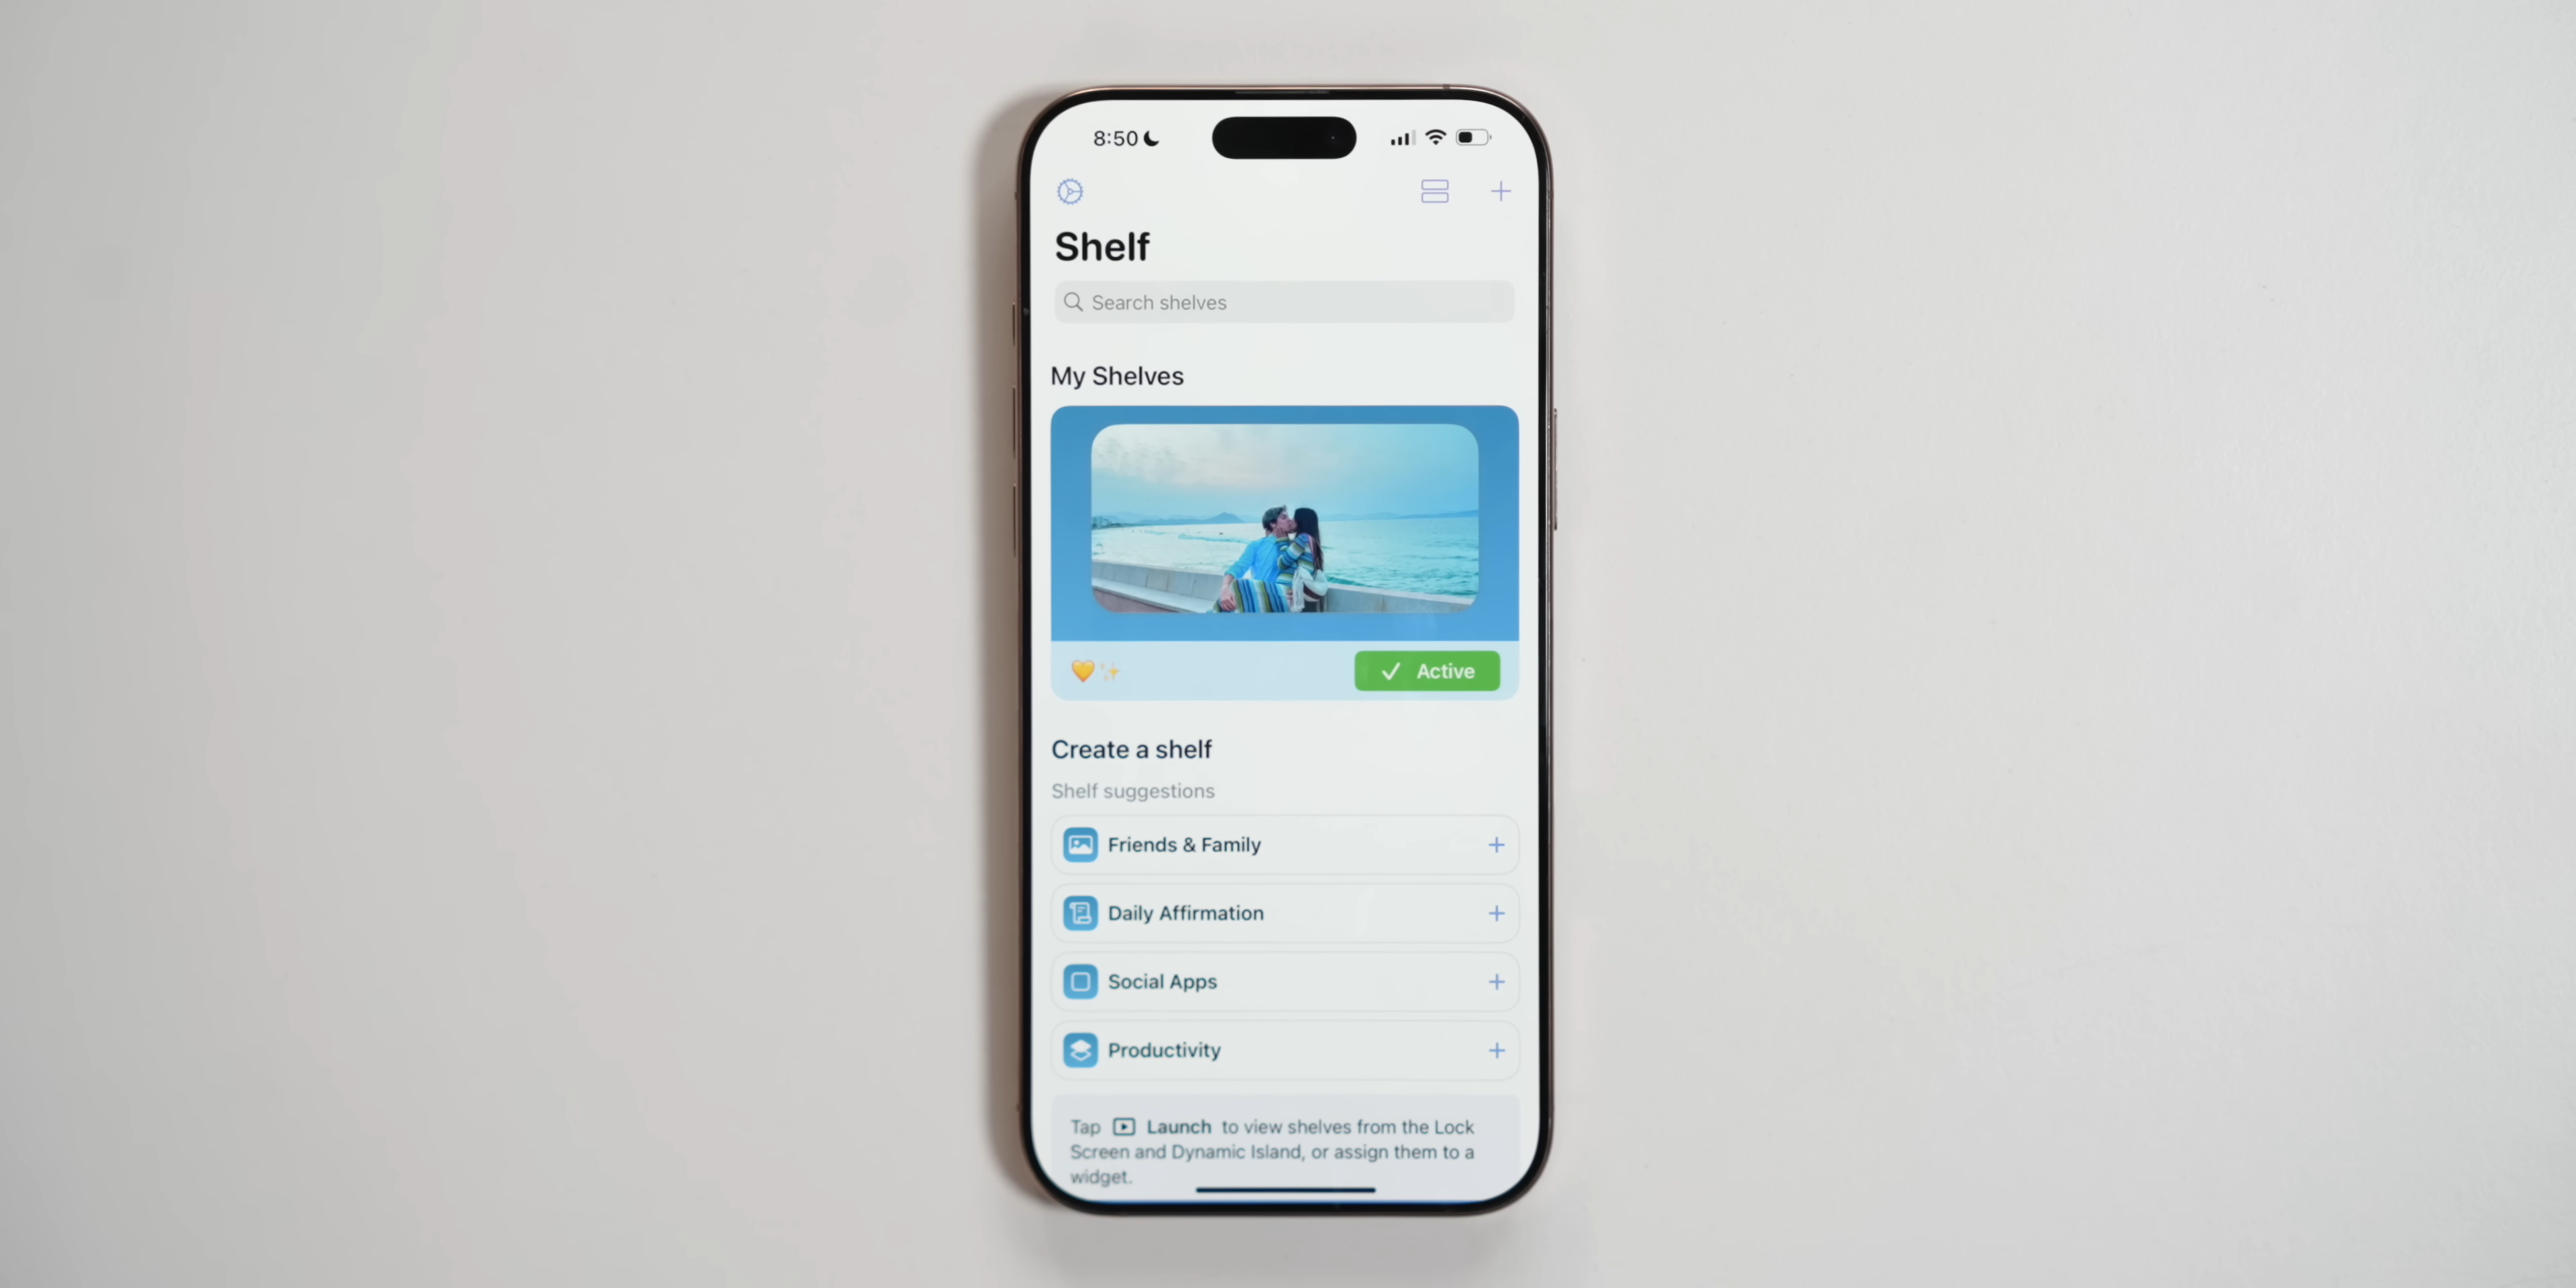 8:50
Shelf
Search shelves
My Shelves
💛✨
Active
Create a shelf
Shelf suggestions
Friends & Family
Daily Affirmation
Social Apps
Productivity
Tap Launch to view shelves from the Lock
Screen and Dynamic Island, or assign them to a
widget.